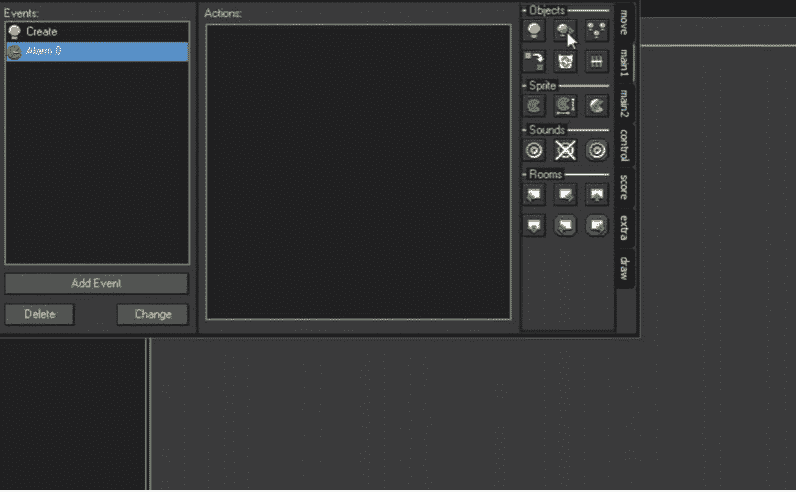 Events:
Create
Alarm 0
Add Event
Delete
Change
Actions:
Objects
Sprite
Sounds
Rooms
move
main1
main2
control
score
extra
draw